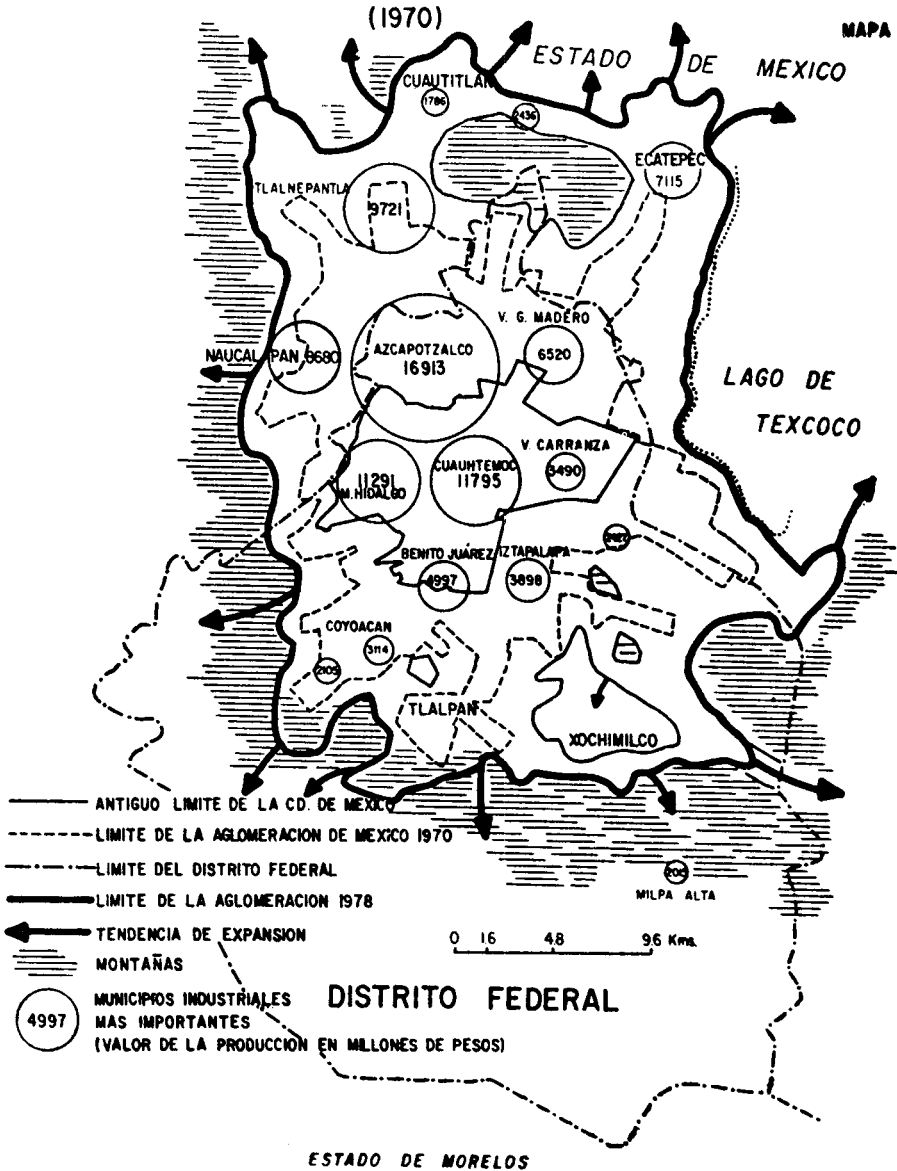 (1970)
MAPA
ESTADO DE MEXICO
CUAUTITLAN
1786
2436
ECATEPEC
7115
TLALNEPANTLA
9721
V. G. MADERO
6520
AZCAPOTZALCO
16913
NAUCALPAN 8680
LAGO DE
TEXCOCO
V. CARRANZA
3490
CUAUHTEMOC
11795
11291
M. HIDALGO
BENITO JUÁREZ
4997
IZTAPALAPA
3898
COYOACAN
3114
2105
TLALPAN
XOCHIMILCO
ANTIGUO LIMITE DE LA CD. DE MEXICO
LIMITE DE LA AGLOMERACION DE MEXICO 1970
LIMITE DEL DISTRITO FEDERAL
LIMITE DE LA AGLOMERACION 1978
TENDENCIA DE EXPANSION
MONTAÑAS
4997
MUNICIPIOS INDUSTRIALES
MAS IMPORTANTES
(VALOR DE LA PRODUCCION EN MILLONES DE PESOS)
MILPA ALTA
0 1.6 4.8 9.6 Kms.
DISTRITO FEDERAL
ESTADO DE MORELOS